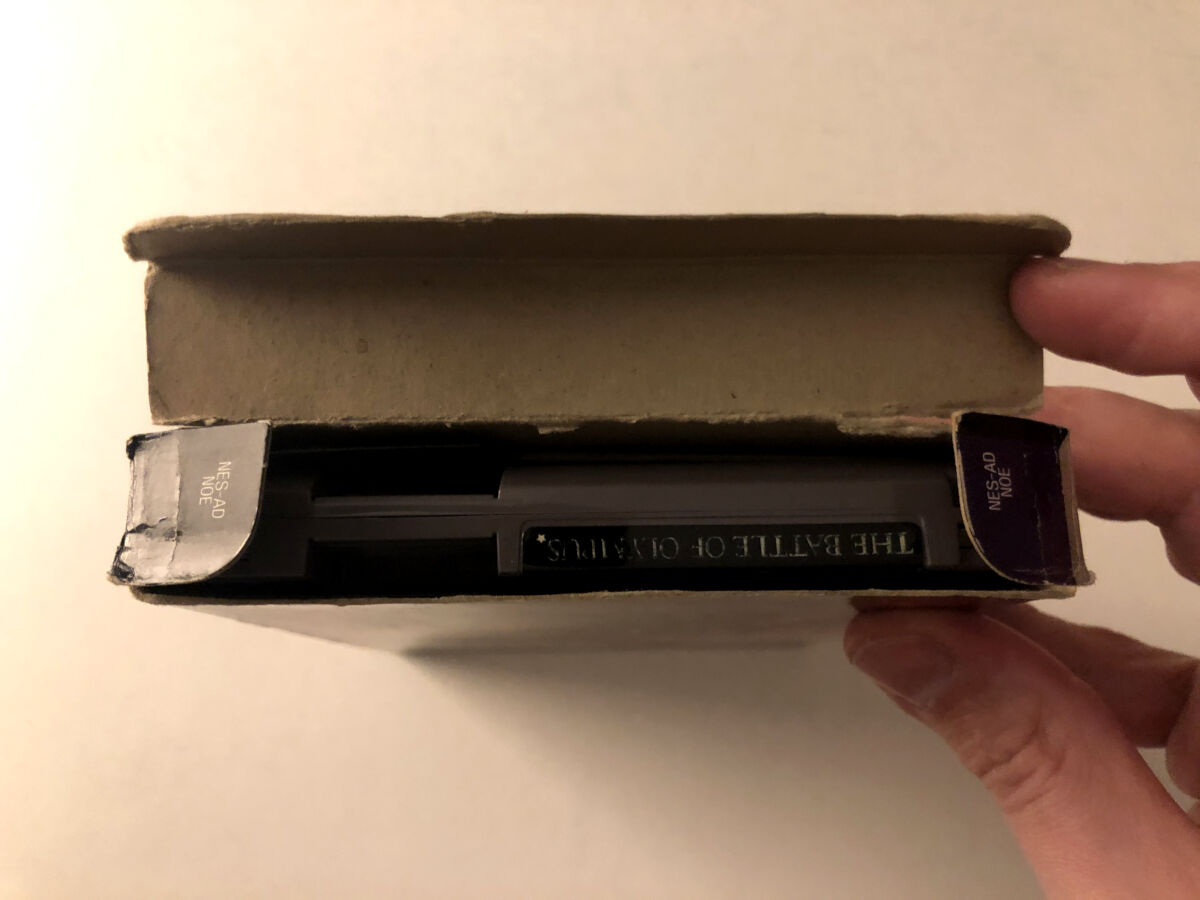 NES-AD
NOE
THE BATTLE OF OLYMPUS
NES-AD
NOE